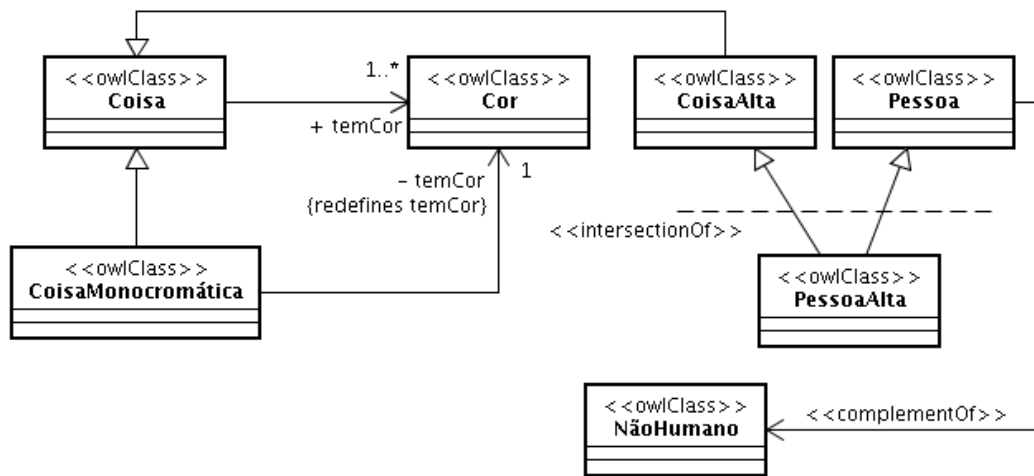 <<owlClass>>
Coisa
1..*
+ temCor
<<owlClass>>
Cor
<<owlClass>>
CoisaAlta
<<owlClass>>
Pessoa
– temCor
1
{redefines temCor}
<<intersectionOf>>
<<owlClass>>
CoisaMonocromática
<<owlClass>>
PessoaAlta
<<owlClass>>
NãoHumano
<<complementOf>>